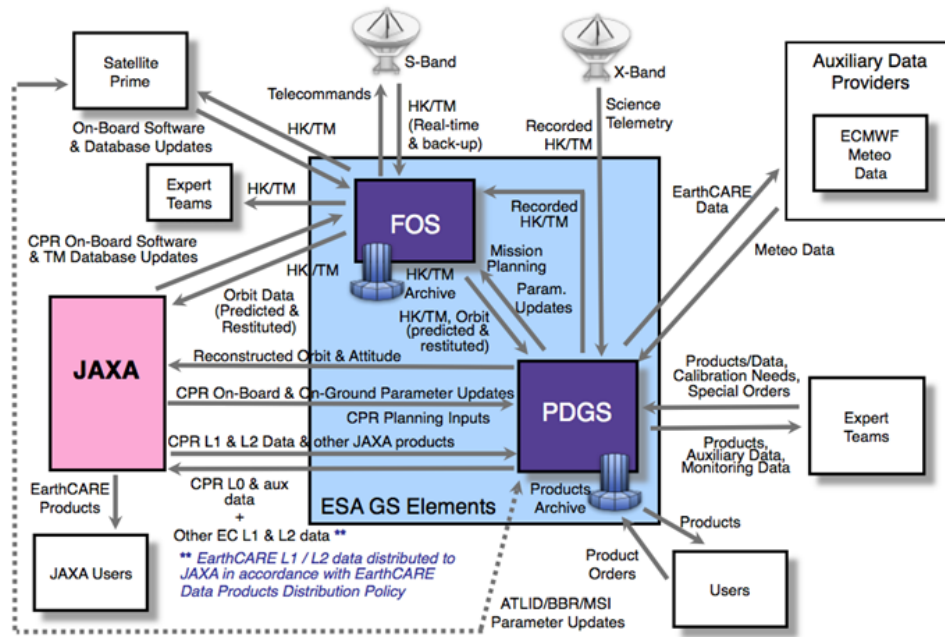 Satellite
Prime
S-Band
X-Band
Auxiliary Data
Providers
ECMWF
Meteo
Data
Telecommands
HK/TM
HK/TM
(Real-time
& back-up)
Science
Telemetry
Recorded
HK/TM
On-Board Software
& Database Updates
Expert
Teams
HK/TM
FOS
Recorded
HK/TM
EarthCARE
Data
CPR On-Board Software
& TM Database Updates
HK/TM
HK/TM
Archive
Mission
Planning
Param.
Updates
Meteo Data
Orbit Data
(Predicted &
Restituted)
HK/TM, Orbit
(predicted &
restituted)
JAXA
Reconstructed Orbit & Attitude
CPR On-Board & On-Ground Parameter Updates
CPR Planning Inputs
CPR L1 & L2 Data & other JAXA products
PDGS
Products/Data,
Calibration Needs,
Special Orders
Expert
Teams
Products,
Auxiliary Data,
Monitoring Data
EarthCARE
Products
CPR L0 & aux
data
+
Other EC L1 & L2 data **
ESA GS Elements
Products
Archive
Products
** EarthCARE L1 / L2 data distributed to
JAXA in accordance with EarthCARE
Data Products Distribution Policy
JAXA Users
Product
Orders
Users
ATLID/BBR/MSI
Parameter Updates